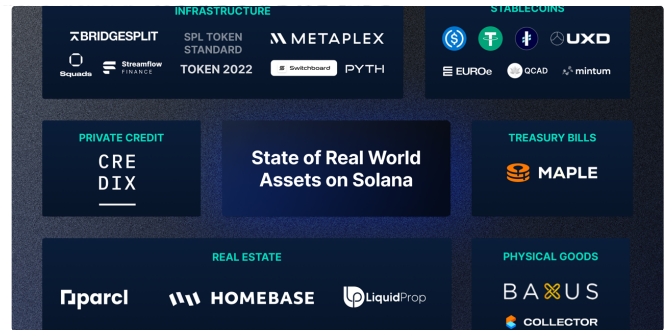 INFRASTRUCTURE
BRIDGESPLIT
SPL TOKEN
STANDARD
METAPLEX
Squads
Streamflow
FINANCE
TOKEN 2022
Switchboard
PYTH
STABLECOINS
UXD
EUROe
QCAD
mintum
PRIVATE CREDIT
CRE
DIX
State of Real World
Assets on Solana
TREASURY BILLS
MAPLE
REAL ESTATE
parcl
HOMEBASE
LiquidProp
PHYSICAL GOODS
BAXUS
COLLECTOR